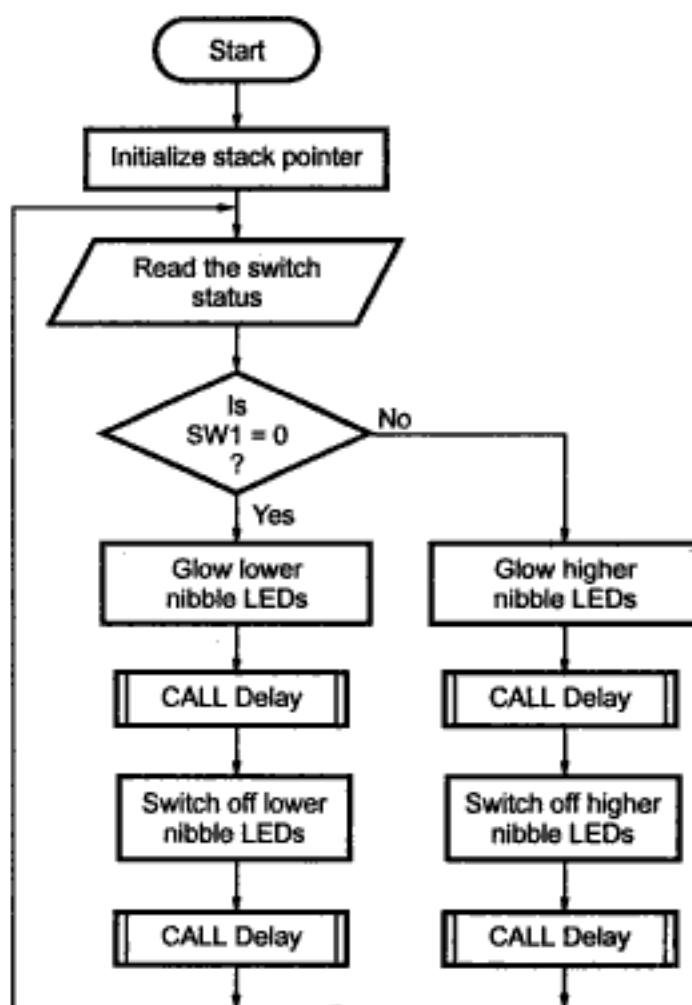 Start
Initialize stack pointer
Read the switch
status
Is
SW1 = 0
?
No
Yes
Glow lower
nibble LEDs
Glow higher
nibble LEDs
CALL Delay
CALL Delay
Switch off lower
nibble LEDs
Switch off higher
nibble LEDs
CALL Delay
CALL Delay